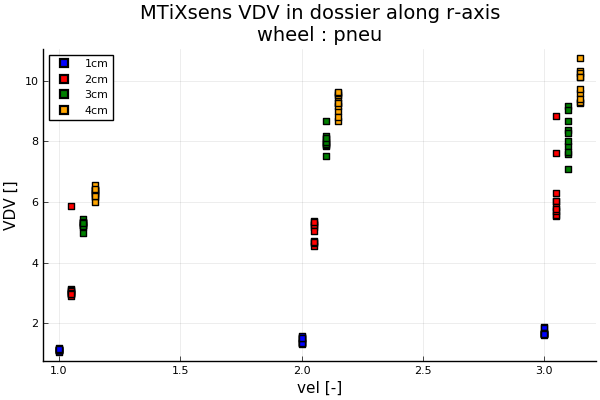 MTiXsens VDV in dossier along r-axis
wheel : pneu
1cm
2cm
3cm
4cm
VDV []
10
8
6
4
2
1.0
1.5
2.0
2.5
3.0
vel [-]